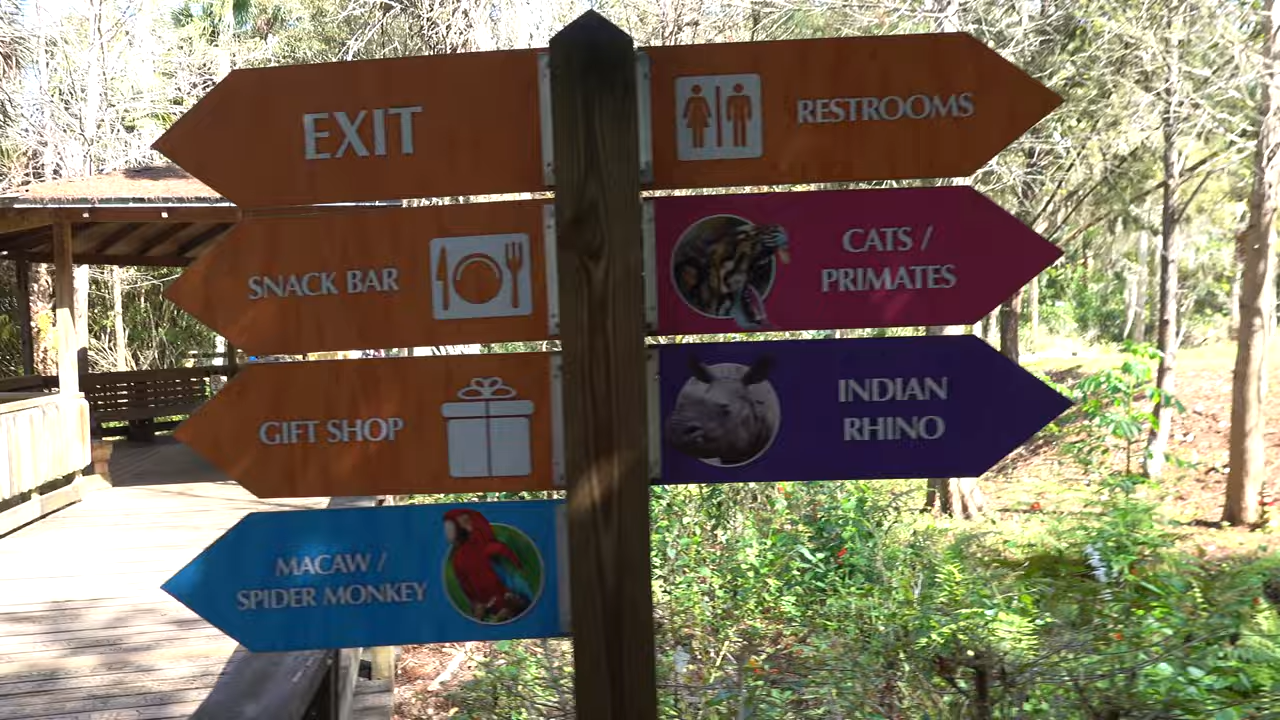 EXIT
RESTROOMS
SNACK BAR
CATS /
PRIMATES
GIFT SHOP
INDIAN
RHINO
MACAW /
SPIDER MONKEY